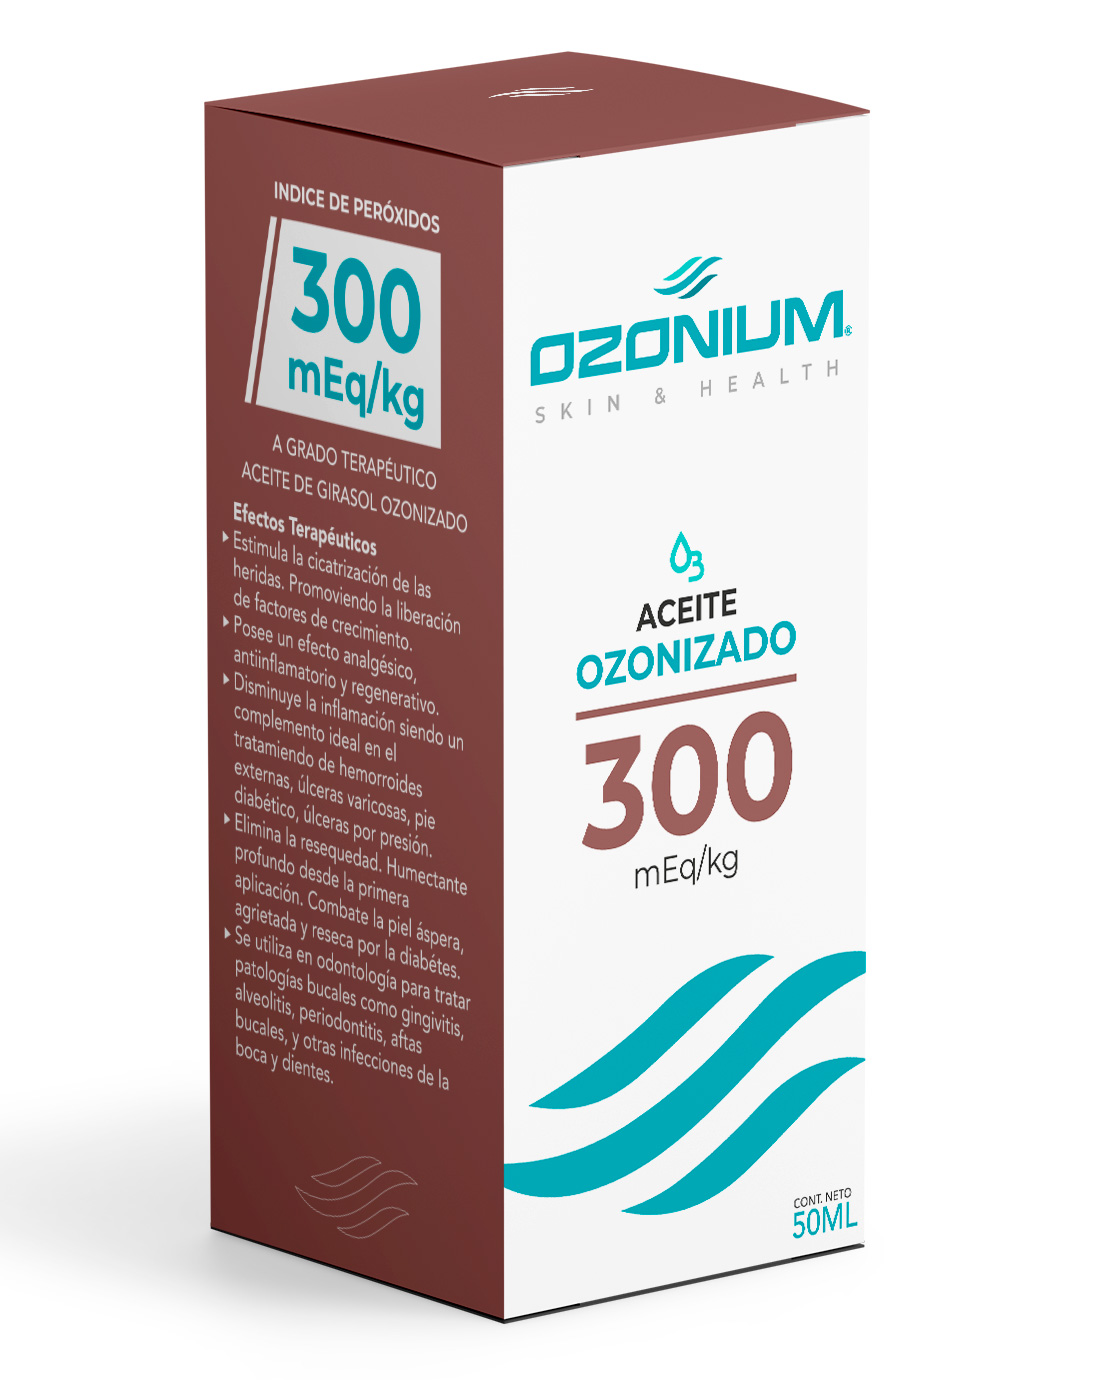 INDICE DE PERÓXIDOS
300
mEq/kg
A GRADO TERAPÉUTICO
ACEITE DE GIRASOL OZONIZADO
Efectos Terapéuticos
Estimula la cicatrización de las
heridas. Promoviendo la liberación
de factores de crecimiento.
Posee un efecto analgésico,
antiinflamatorio y regenerativo.
Disminuye la inflamación siendo un
complemento ideal en el
tratamiendo de hemorroides
externas, úlceras varicosas, pie
diabético, úlceras por presión.
Elimina la resequedad. Humectante
profundo desde la primera
aplicación. Combate la piel áspera,
agrietada y reseca por la diabétes.
Se utiliza en odontología para tratar
patologías bucales como gingivitis,
alveolitis, periodontitis, aftas
bucales, y otras infecciones de la
boca y dientes.
OZONIUM®
SKIN & HEALTH
O3
ACEITE
OZONIZADO
300
mEq/kg
CONT. NETO
50ML